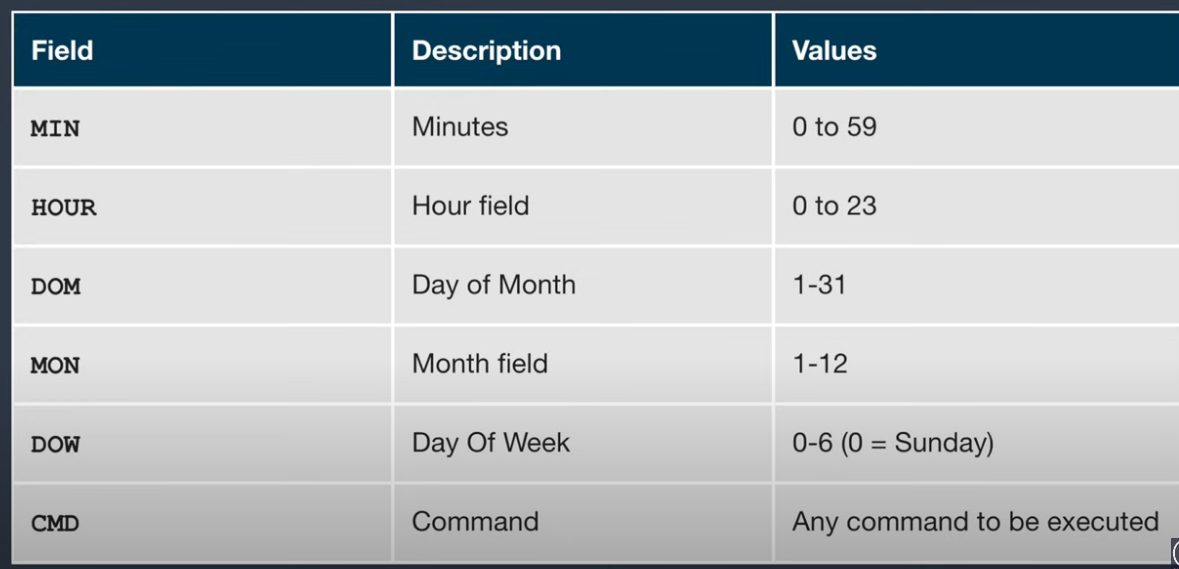 Field Description Values
MIN Minutes 0 to 59
HOUR Hour field 0 to 23
DOM Day of Month 1-31
MON Month field 1-12
DOW Day Of Week 0-6 (0 = Sunday)
CMD Command Any command to be executed